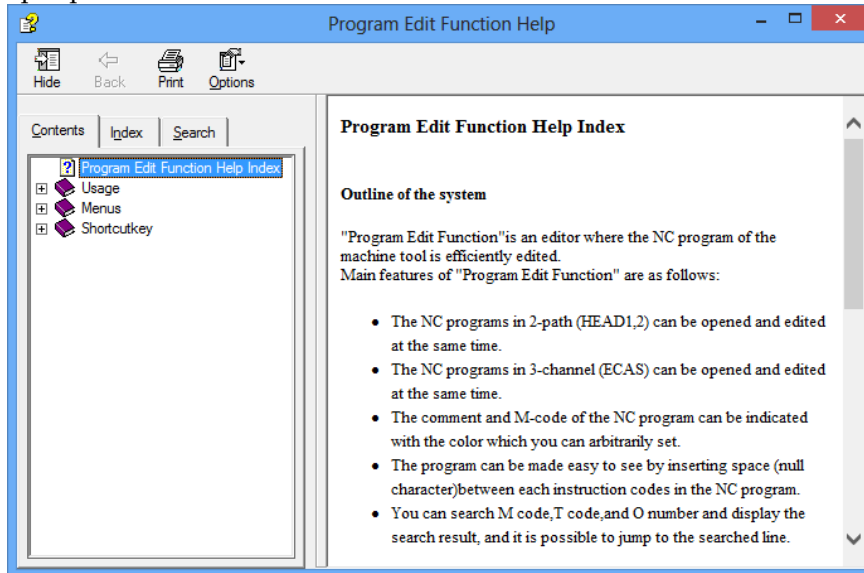 Program Edit Function Help
Hide Back Print Options
Contents Index Search
Program Edit Function Help Index
Usage
Menus
Shortcutkey
Program Edit Function Help Index
Outline of the system
"Program Edit Function"is an editor where the NC program of the
machine tool is efficiently edited.
Main features of "Program Edit Function" are as follows:
• The NC programs in 2-path (HEAD1,2) can be opened and edited
at the same time.
• The NC programs in 3-channel (ECAS) can be opened and edited
at the same time.
• The comment and M-code of the NC program can be indicated
with the color which you can arbitrarily set.
• The program can be made easy to see by inserting space (null
character)between each instruction codes in the NC program.
• You can search M code,T code,and O number and display the
search result, and it is possible to jump to the searched line.